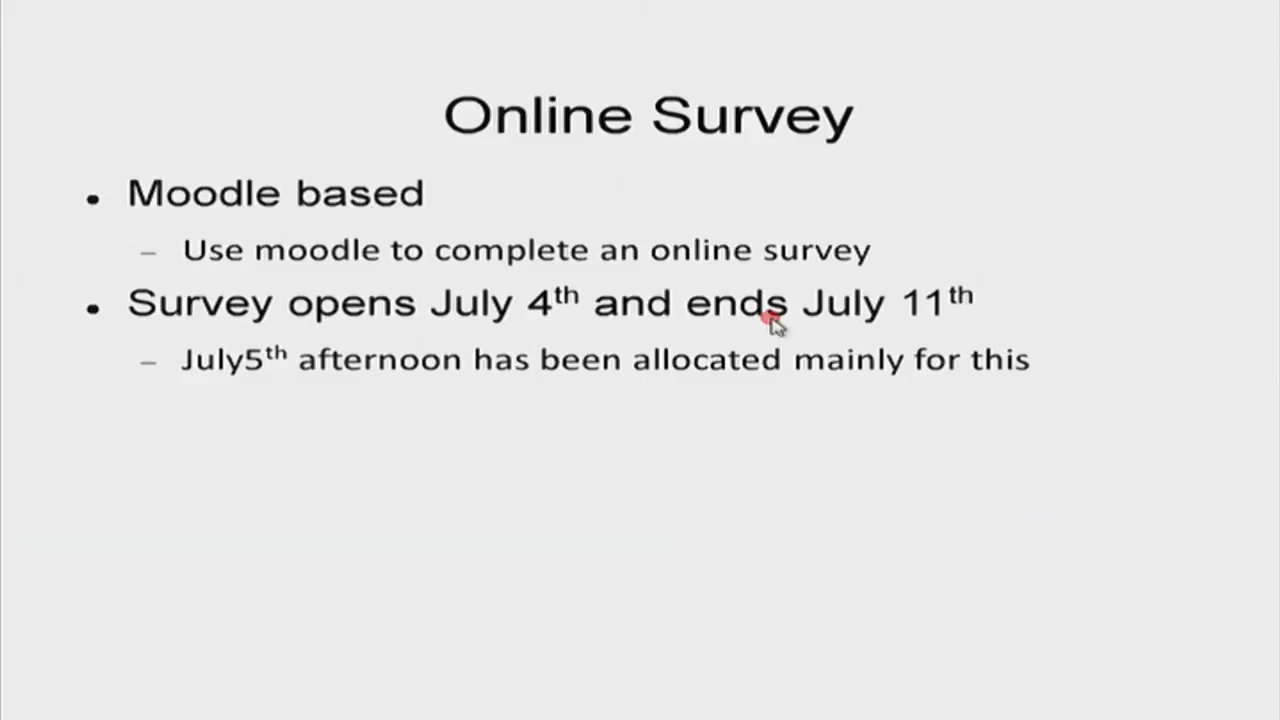 Online Survey
• Moodle based
– Use moodle to complete an online survey
• Survey opens July 4th and ends July 11th
– July5th afternoon has been allocated mainly for this